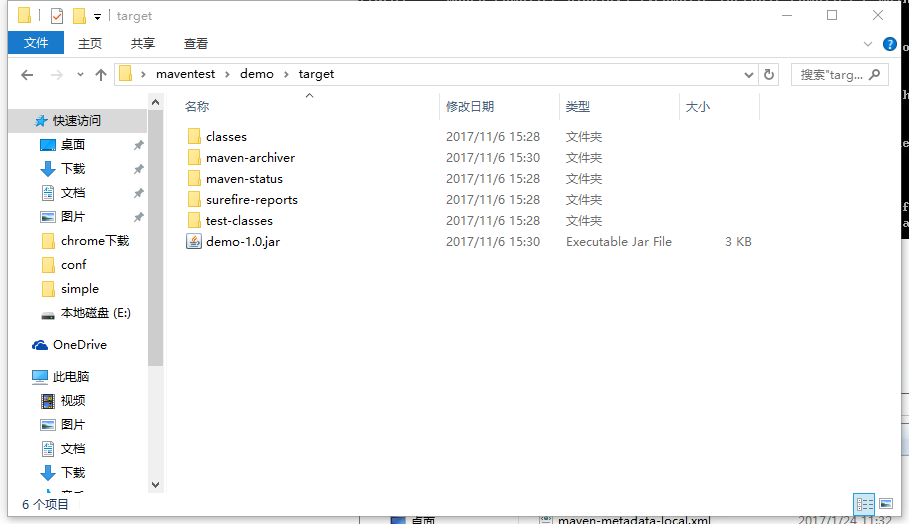 target
文件 主页 共享 查看
maventest demo target 搜索"targ...
名称 修改日期 类型 大小
快速访问
桌面
下载
文档
图片
chrome下载
conf
simple
本地磁盘 (E:)
OneDrive
此电脑
视频
图片
文档
下载
classes 2017/11/6 15:28 文件夹
maven-archiver 2017/11/6 15:30 文件夹
maven-status 2017/11/6 15:28 文件夹
surefire-reports 2017/11/6 15:28 文件夹
test-classes 2017/11/6 15:28 文件夹
demo-1.0.jar 2017/11/6 15:30 Executable Jar File 3 KB
6 个项目
桌面 maven-metadata-local.xml 2017/1/24 11:32